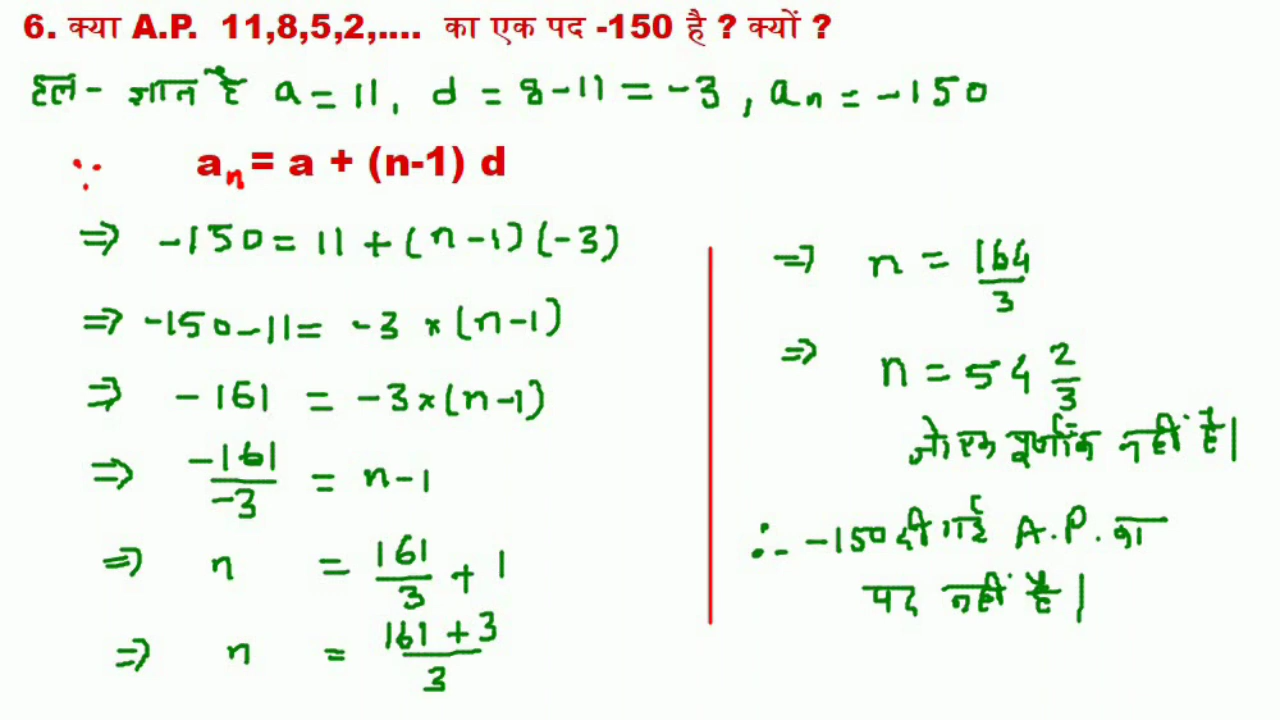 6. क्या A.P. 11,8,5,2,.... का एक पद -150 है ? क्यों ?
हल - ज्ञात है a = 11, d = 8-11 = -3, an = -150
∵ an = a + (n-1) d
⇒ -150 = 11 + (n-1)(-3)
⇒ -150-11 = -3 × (n-1)
⇒ -161 = -3×(n-1)
⇒ -161/-3 = n-1
⇒ n = 161/3 + 1
⇒ n = 161+3/3
⇒ n = 164/3
⇒ n = 54 2/3
जो एक पूर्णांक नहीं है।
∴ -150 दी गई A.P. का
पद नहीं है।